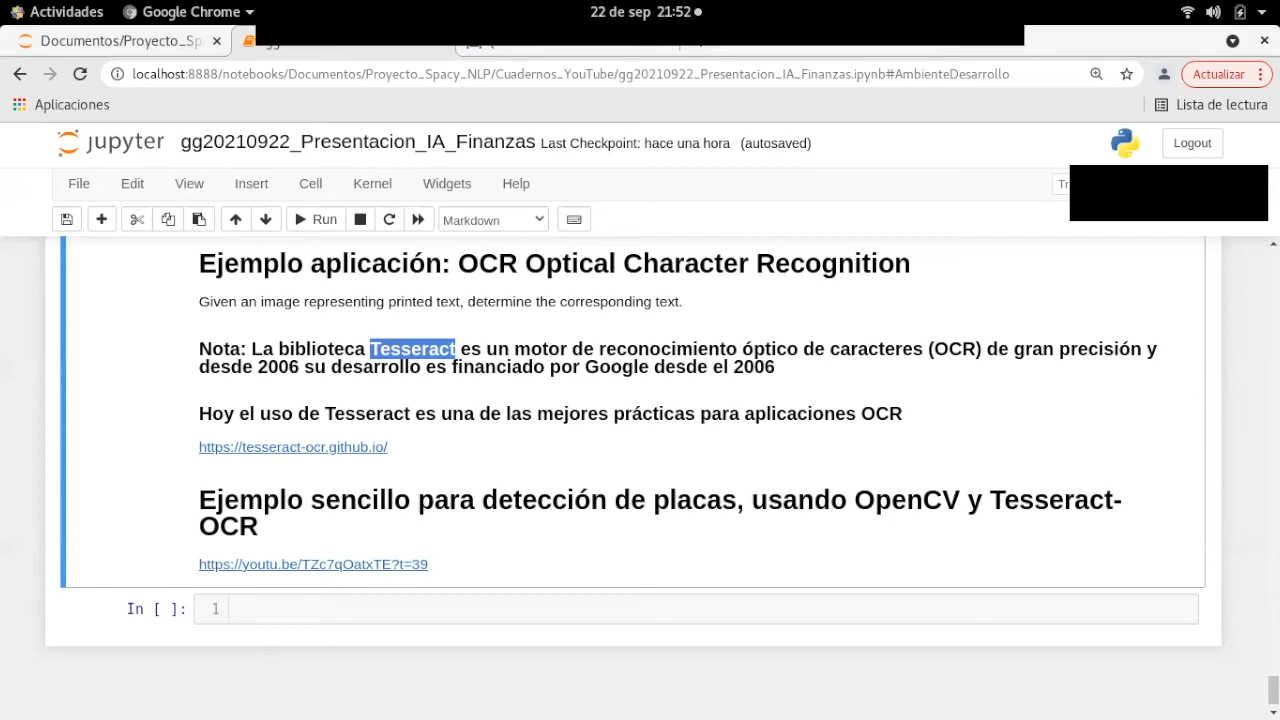 Actividades Google Chrome 22 de sep 21:52
Documentos/Proyecto_Sp
localhost:8888/notebooks/Documentos/Proyecto_Spacy_NLP/Cuadernos_YouTube/gg20210922_Presentacion_IA_Finanzas.ipynb#AmbienteDesarrollo Actualizar
Aplicaciones Lista de lectura
jupyter gg20210922_Presentacion_IA_Finanzas Last Checkpoint: hace una hora (autosaved) Logout
File Edit View Insert Cell Kernel Widgets Help
Run Markdown
Ejemplo aplicación: OCR Optical Character Recognition
Given an image representing printed text, determine the corresponding text.
Nota: La biblioteca Tesseract es un motor de reconocimiento óptico de caracteres (OCR) de gran precisión y
desde 2006 su desarrollo es financiado por Google desde el 2006
Hoy el uso de Tesseract es una de las mejores prácticas para aplicaciones OCR
https://tesseract-ocr.github.io/
Ejemplo sencillo para detección de placas, usando OpenCV y Tesseract-
OCR
https://youtu.be/TZc7qOatxTE?t=39
In [ ]: 1